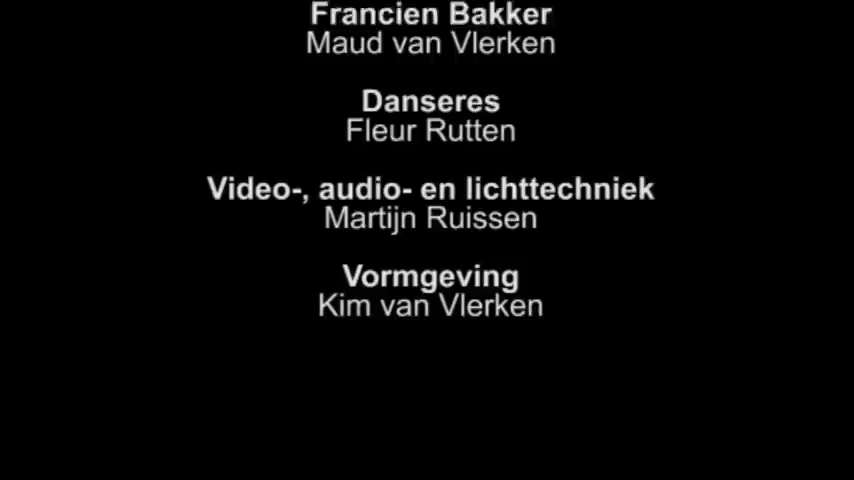 Francien Bakker
Maud van Vlerken
Danseres
Fleur Rutten
Video-, audio- en lichttechniek
Martijn Ruissen
Vormgeving
Kim van Vlerken